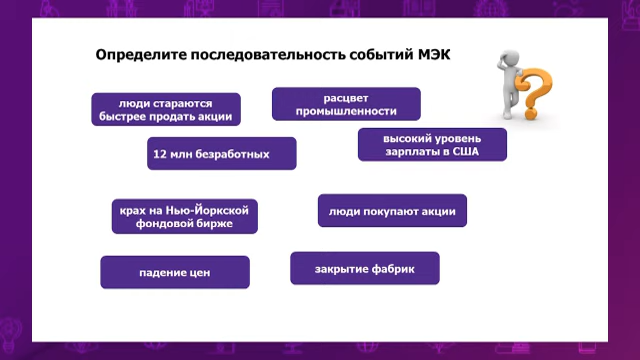 Определите последовательность событий МЭК
люди стараются
быстрее продать акции
расцвет
промышленности
12 млн безработных
высокий уровень
зарплаты в США
крах на Нью-Йоркской
фондовой бирже
люди покупают акции
падение цен
закрытие фабрик